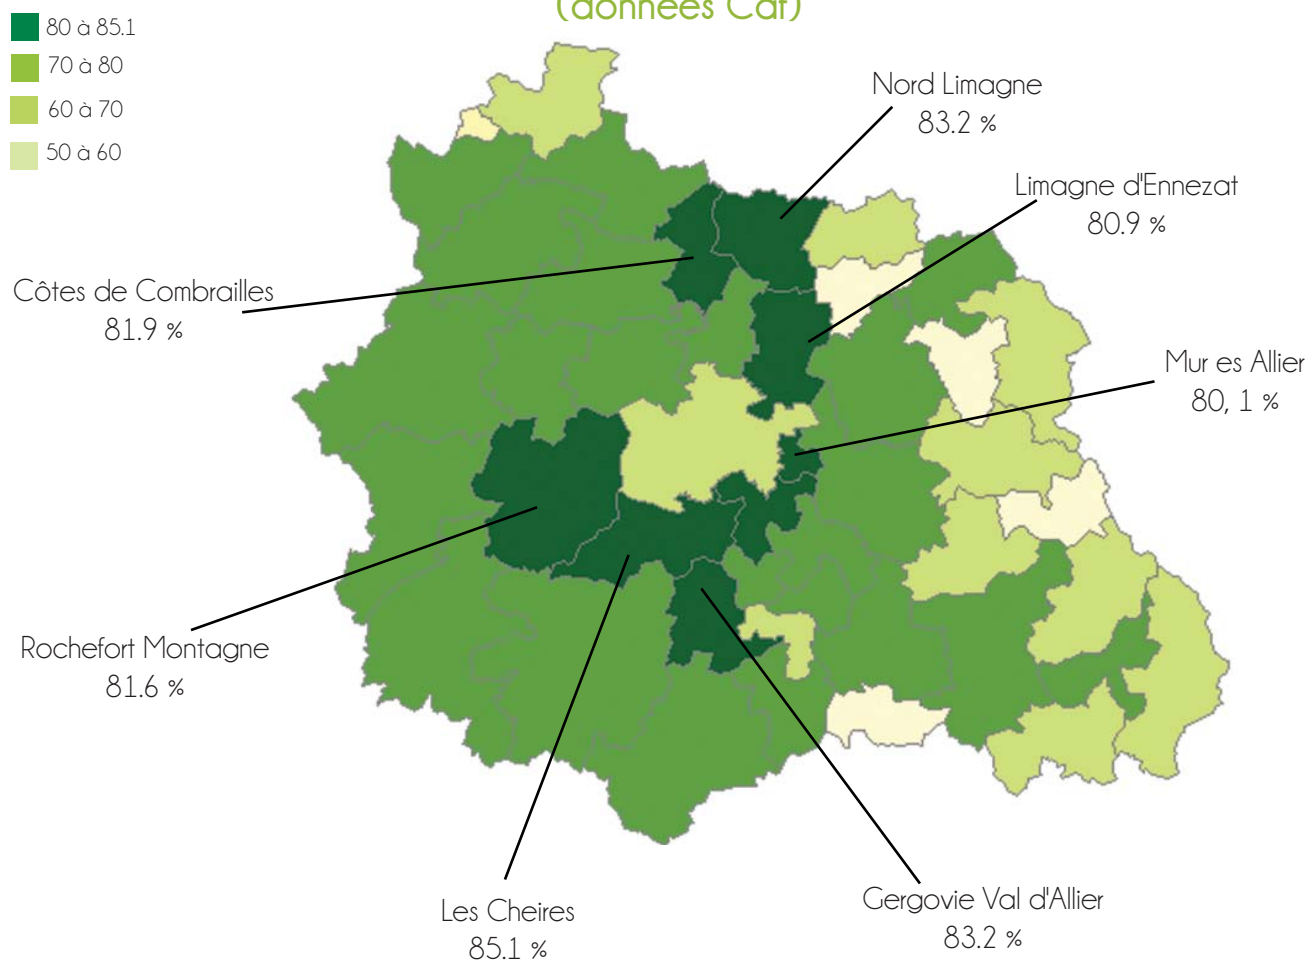 (données Caf)
80 à 85.1
70 à 80
60 à 70
50 à 60
Nord Limagne
83.2 %
Limagne d'Ennezat
80.9 %
Côtes de Combrailles
81.9 %
Mur es Allier
80, 1 %
Rochefort Montagne
81.6 %
Les Cheires
85.1 %
Gergovie Val d'Allier
83.2 %